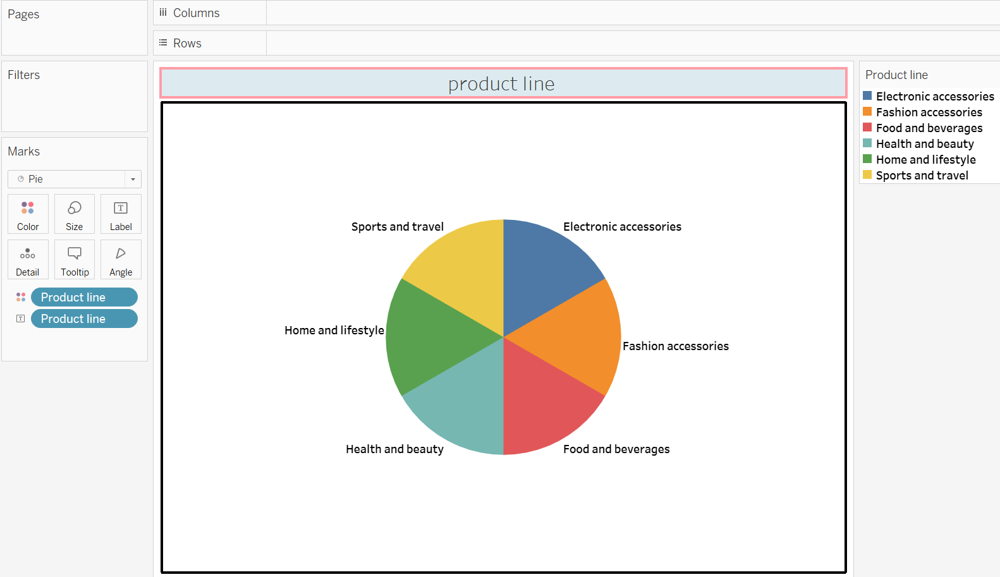 Pages
Columns
Rows
Filters
Marks
Pie
Color
Size
T
Label
Detail
Tooltip
Angle
Product line
T
Product line
product line
Sports and travel
Electronic accessories
Home and lifestyle
Fashion accessories
Health and beauty
Food and beverages
Product line
Electronic accessories
Fashion accessories
Food and beverages
Health and beauty
Home and lifestyle
Sports and travel